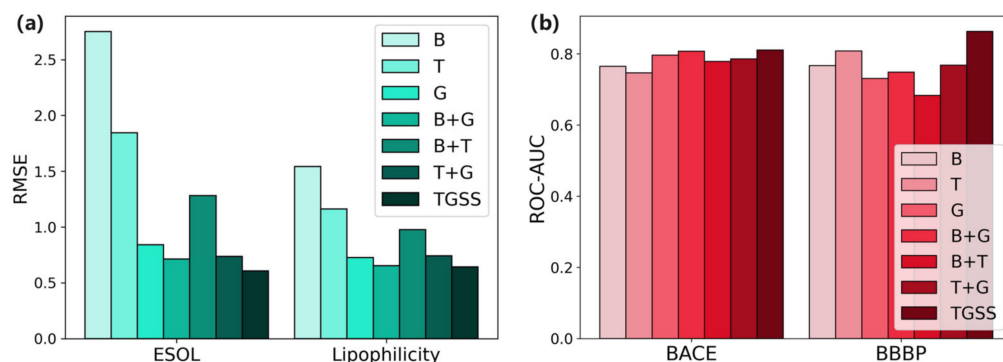 (a)
RMSE
2.5
2.0
1.5
1.0
0.5
0.0
B
T
G
B+G
B+T
T+G
TGSS
ESOL
Lipophilicity
(b)
ROC-AUC
0.8
0.6
0.4
0.2
0.0
B
T
G
B+G
B+T
T+G
TGSS
BACE
BBBP